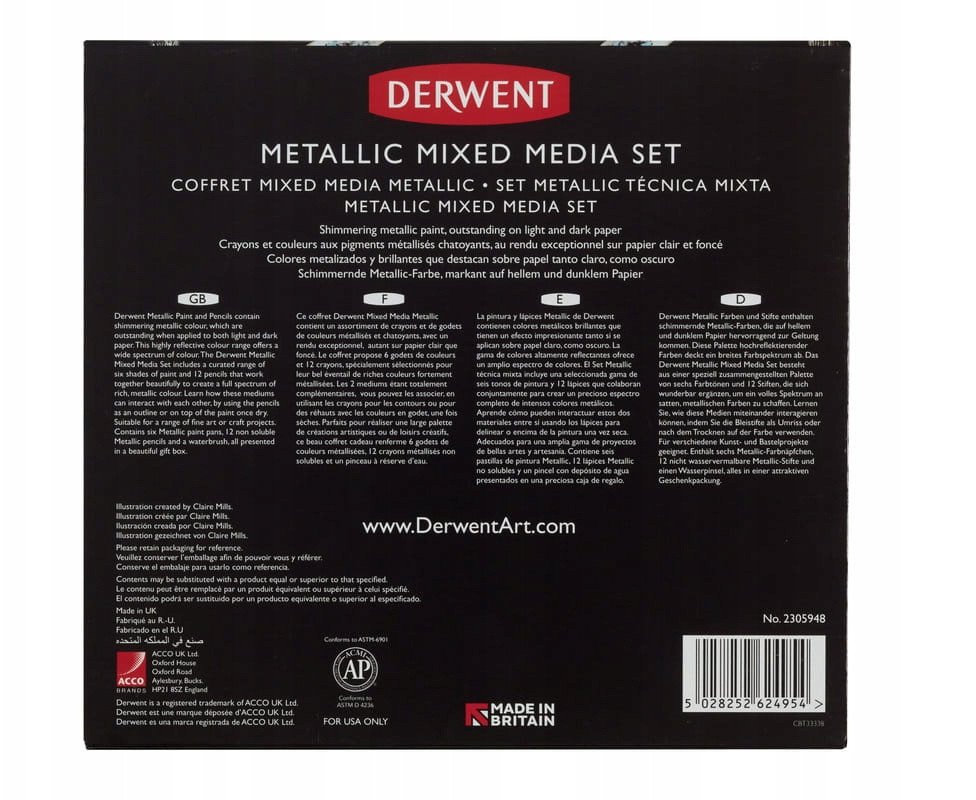 DERWENT
METALLIC MIXED MEDIA SET
COFFRET MIXED MEDIA METALLIC • SET METALLIC TÉCNICA MIXTA
METALLIC MIXED MEDIA SET
Shimmering metallic paint, outstanding on light and dark paper
Crayons et couleurs aux pigments métallisés chatoyants, au rendu exceptionnel sur papier clair et foncé
Colores metalizados y brillantes que destacan sobre papel tanto claro, como oscuro
Schimmernde Metallic-Farbe, markant auf hellem und dunklem Papier
GB
Derwent Metallic Paint and Pencils contain
shimmering metallic colour, which are
outstanding when applied to both light and dark
paper. This highly reflective colour range offers a
wide spectrum of colour. The Derwent Metallic
Mixed Media Set includes a curated range of
six shades of paint and 12 pencils that work
together beautifully to create a full spectrum of
rich, metallic colour. Learn how these mediums
can interact with each other, by using the pencils
as an outline or on top of the paint once dry.
Suitable for a range of fine art or craft projects.
Contains six Metallic paint pans, 12 non soluble
Metallic pencils and a waterbrush, all presented
in a beautiful gift box.
F
Ce coffret Derwent Mixed Media Metallic
contient un assortiment de crayons et de godets
de couleurs métallisés et chatoyants, avec un
rendu exceptionnel, autant sur papier clair que
foncé. Le coffret propose 6 godets de couleurs
et 12 crayons, spécialement sélectionnés pour
leur bel éventail de riches couleurs fortement
métallisées. Les 2 mediums étant totalement
complémentaires, vous pouvez les associer, en
utilisant les crayons pour les contours ou pour
des réhauts avec les couleurs en godet, une fois
sèches. Parfaits pour réaliser une large palette
de créations artistiques ou de loisirs créatifs,
ce beau coffret cadeau renferme 6 godets de
couleurs métallisées, 12 crayons métallisés non
solubles et un pinceau à réserve d'eau.
E
La pintura y lápices Metallic de Derwent
contienen colores metálicos brillantes que
tienen un efecto impresionante tanto si se
aplican sobre papel claro, como oscuro. La
gama de colores altamente reflectantes ofrece
un amplio espectro de colores. El Set Metallic
técnica mixta incluye una seleccionada gama de
seis tonos de pintura y 12 lápices que colaboran
conjuntamente para crear un precioso espectro
completo de intensos colores metálicos.
Aprende cómo pueden interactuar estos dos
materiales entre sí usando los lápices para
delinear o encima de la pintura una vez seca.
Adecuados para una amplia gama de proyectos
de bellas artes y artesanía. Contiene seis
pastillas de pintura Metallic, 12 lápices Metallic
no solubles y un pincel con depósito de agua
presentados en una preciosa caja de regalo.
D
Derwent Metallic Farben und Stifte enthalten
schimmernde Metallic-Farben, die auf hellem
und dunklem Papier hervorragend zur Geltung
kommen. Diese Palette hochreflektierender
Farben deckt ein breites Farbspektrum ab. Das
Derwent Metallic Mixed Media Set besteht
aus einer speziell zusammengestellten Palette
von sechs Farbtönen und 12 Stiften, die sich
wunderbar ergänzen, um ein volles Spektrum an
satten, metallischen Farben zu schaffen. Lernen
Sie, wie diese Medien miteinander interagieren
können, indem Sie die Bleistifte als Umriss oder
nach dem Trocknen auf der Farbe verwenden.
Für verschiedene Kunst- und Bastelprojekte
geeignet. Enthält sechs Metallic-Farbnäpfchen,
12 nicht wasservermalbare Metallic-Stifte und
einen Wasserpinsel, alles in einer attraktiven
Geschenkpackung.
Illustration created by Claire Mills.
Illustration créée par Claire Mills.
Ilustración creada por Claire Mills.
Illustration gezeichnet von Claire Mills.
www.DerwentArt.com
Please retain packaging for reference.
Veuillez conserver l'emballage afin de pouvoir vous y référer.
Conserve el embalaje para usarlo como referencia.
Contents may be substituted with a product equal or superior to that specified.
Le contenu peut être remplacé par un produit équivalent ou supérieur à celui spécifié.
El contenido podrá ser sustituido por un producto equivalente o superior al especificado.
Made in UK
Fabriqué au R.-U.
Fabricado en el R.U
صنع في المملكه المتحده
ACCO
BRANDS
ACCO UK Ltd.
Oxford House
Oxford Road
Aylesbury, Bucks.
HP21 8SZ England
Derwent is a registered trademark of ACCO UK Ltd.
Derwent est une marque déposée d'ACCO UK Ltd.
Derwent es una marca registrada de ACCO UK Ltd.
Conforms to ASTM-6901
ACMI
AP
Conforms to
ASTM D 4236
FOR USA ONLY
MADE IN
BRITAIN
No. 2305948
5 028252 624954 >
CBT33338